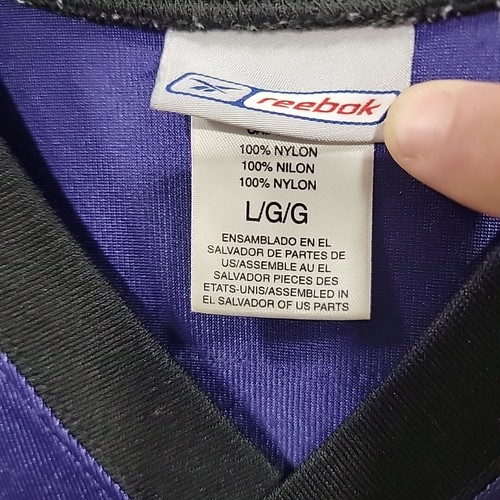 Reebok
100% NYLON
100% NILON
100% NYLON
L/G/G
ENSAMBLADO EN EL
SALVADOR DE PARTES DE
US/ASSEMBLE AU EL
SALVADOR PIECES DES
ETATS-UNIS/ASSEMBLED IN
EL SALVADOR OF US PARTS